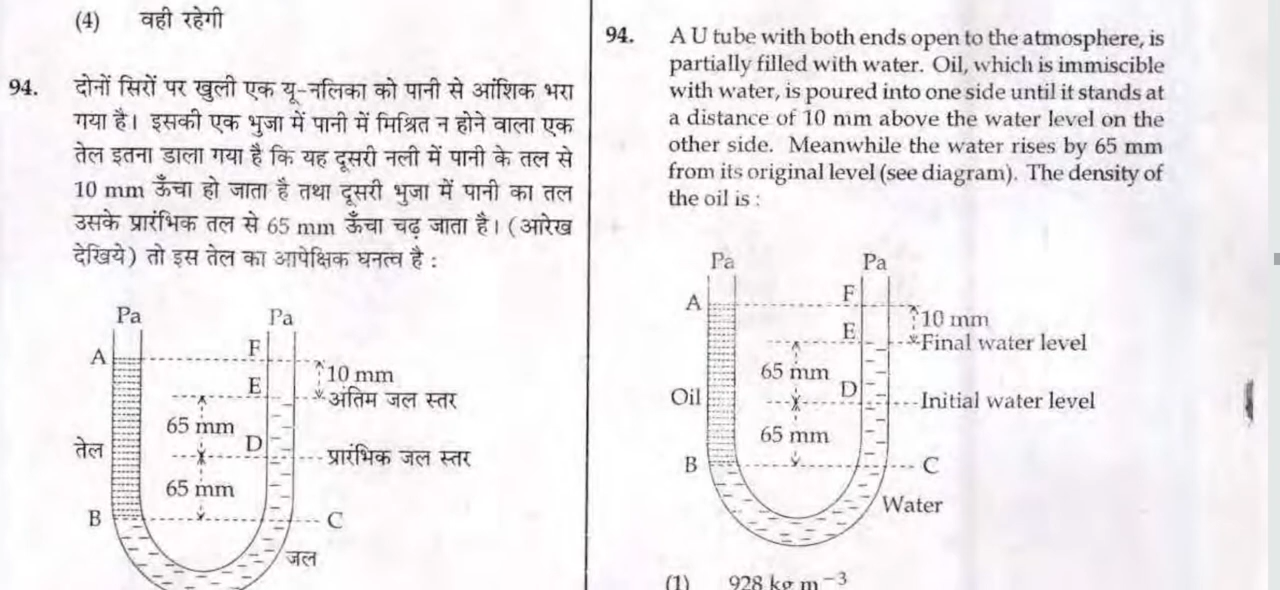 (4) वही रहेगी
94. दोनों सिरों पर खुली एक यू-नलिका को पानी से आंशिक भरा
गया है। इसकी एक भुजा में पानी में मिश्रित न होने वाला एक
तेल इतना डाला गया है कि यह दूसरी नली में पानी के तल से
10 mm ऊँचा हो जाता है तथा दूसरी भुजा में पानी का तल
उसके प्रारंभिक तल से 65 mm ऊँचा चढ़ जाता है। (आरेख
देखिये) तो इस तेल का आपेक्षिक घनत्व है :
Pa Pa
A F
10 mm
E अंतिम जल स्तर
65 mm
तेल D प्रारंभिक जल स्तर
65 mm
B C
जल
94. A U tube with both ends open to the atmosphere, is
partially filled with water. Oil, which is immiscible
with water, is poured into one side until it stands at
a distance of 10 mm above the water level on the
other side. Meanwhile the water rises by 65 mm
from its original level (see diagram). The density of
the oil is :
Pa Pa
A F
10 mm
E Final water level
65 mm
Oil D Initial water level
65 mm
B C
Water
(1) 928 kg m⁻³